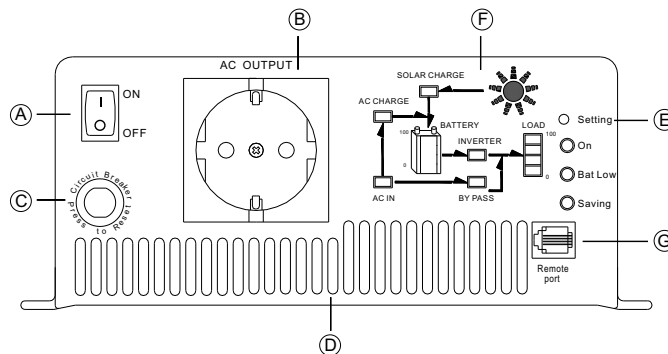 B
F
AC OUTPUT
SOLAR CHARGE
A
ON
OFF
AC CHARGE
BATTERY
LOAD
100
100
INVERTER
0
0
AC IN
BY PASS
Setting
E
On
Bat Low
Saving
C
Circuit Breaker
Press to Reset
G
Remote
port
D